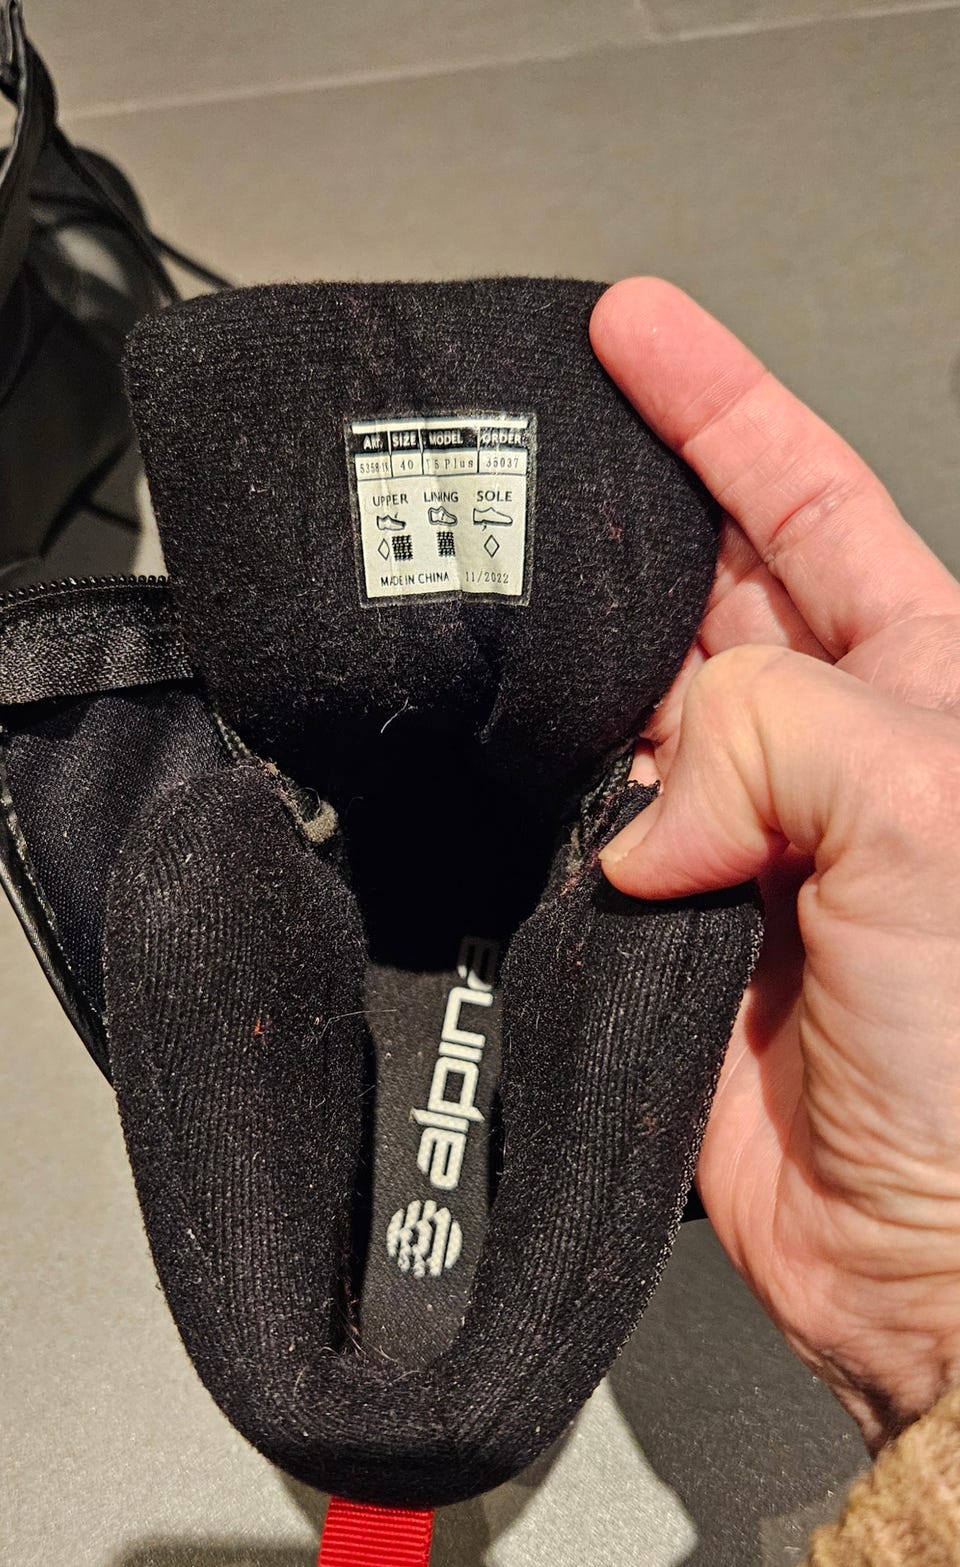 Art. SIZE MODEL ORDER
40 T5 Plus 35037
UPPER LINING SOLE
MADE IN CHINA 11/2022
alpina